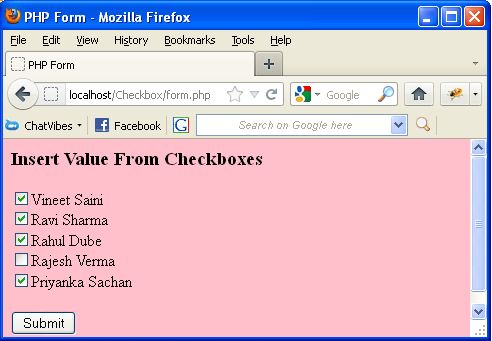 PHP Form - Mozilla Firefox
File Edit View History Bookmarks Tools Help
PHP Form
localhost/Checkbox/form.php Google
ChatVibes Facebook G Search on Google here
Insert Value From Checkboxes
Vineet Saini
Ravi Sharma
Rahul Dube
Rajesh Verma
Priyanka Sachan
Submit